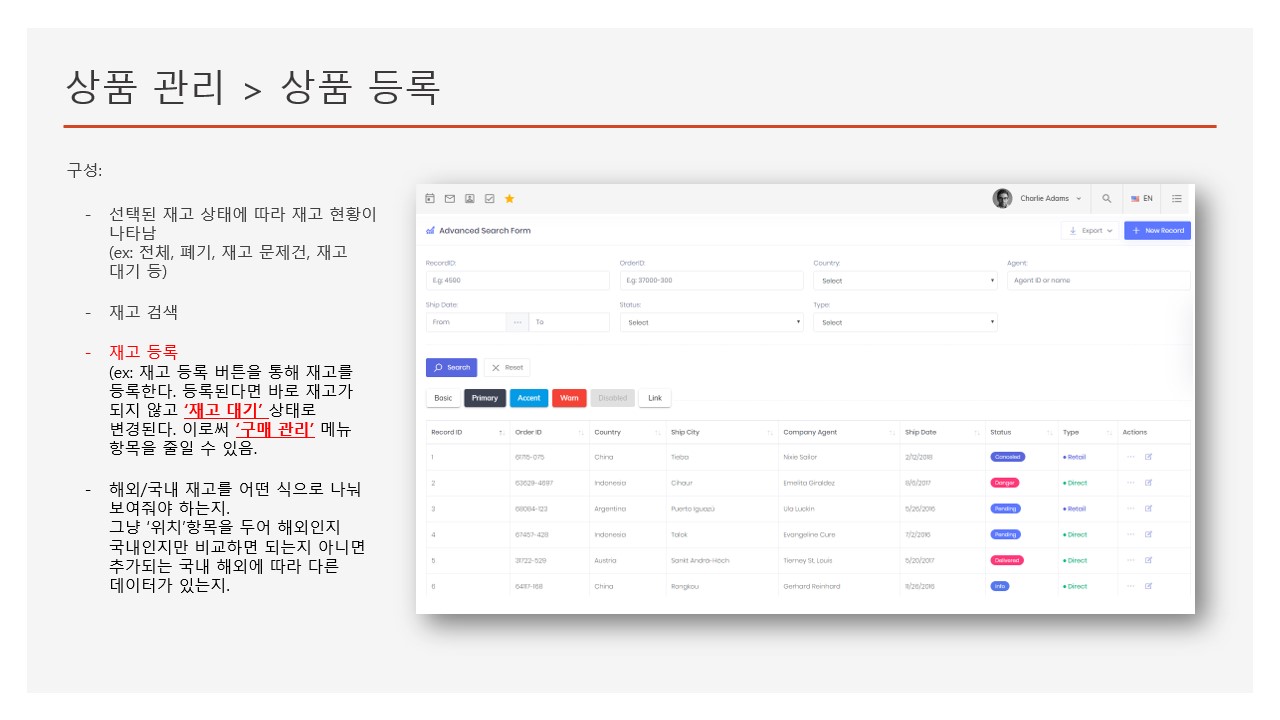 상품 관리 > 상품 등록
구성:
- 선택된 재고 상태에 따라 재고 현황이
나타남
(ex: 전체, 폐기, 재고 문제건, 재고
대기 등)
- 재고 검색
- 재고 등록
(ex: 재고 등록 버튼을 통해 재고를
등록한다. 등록된다면 바로 재고가
되지 않고 ‘재고 대기’ 상태로
변경된다. 이로써 ‘구매 관리’ 메뉴
항목을 줄일 수 있음.
- 해외/국내 재고를 어떤 식으로 나눠
보여줘야 하는지.
그냥 ‘위치’항목을 두어 해외인지
국내인지만 비교하면 되는지 아니면
추가되는 국내 해외에 따라 다른
데이터가 있는지.
Charlie Adams EN
Advanced Search Form Export + New Record
RecordID: OrderID: Country: Agent:
E.g: 4590 E.g: 37000-300 Select Agent ID or name
Ship Date: Status: Type:
From ... To Select Select
Search Reset
Basic Primary Accent Warn Disabled Link
Record ID Order ID Country Ship City Company Agent Ship Date Status Type Actions
1 61715-075 China Tieba Nixie Sailor 2/12/2018 Canceled Retail
2 63629-4697 Indonesia Cihaur Emelita Giraldez 8/6/2017 Danger Direct
3 68084-123 Argentina Puerto Iguazú Ula Luckin 5/26/2016 Pending Retail
4 67457-428 Indonesia Talok Evangeline Cure 7/2/2016 Pending Direct
5 31722-529 Austria Sankt Andrä-Höch Tierney St. Louis 5/20/2017 Delivered Direct
6 64117-168 China Rongkou Gerhard Reinhard 11/26/2016 Info Direct